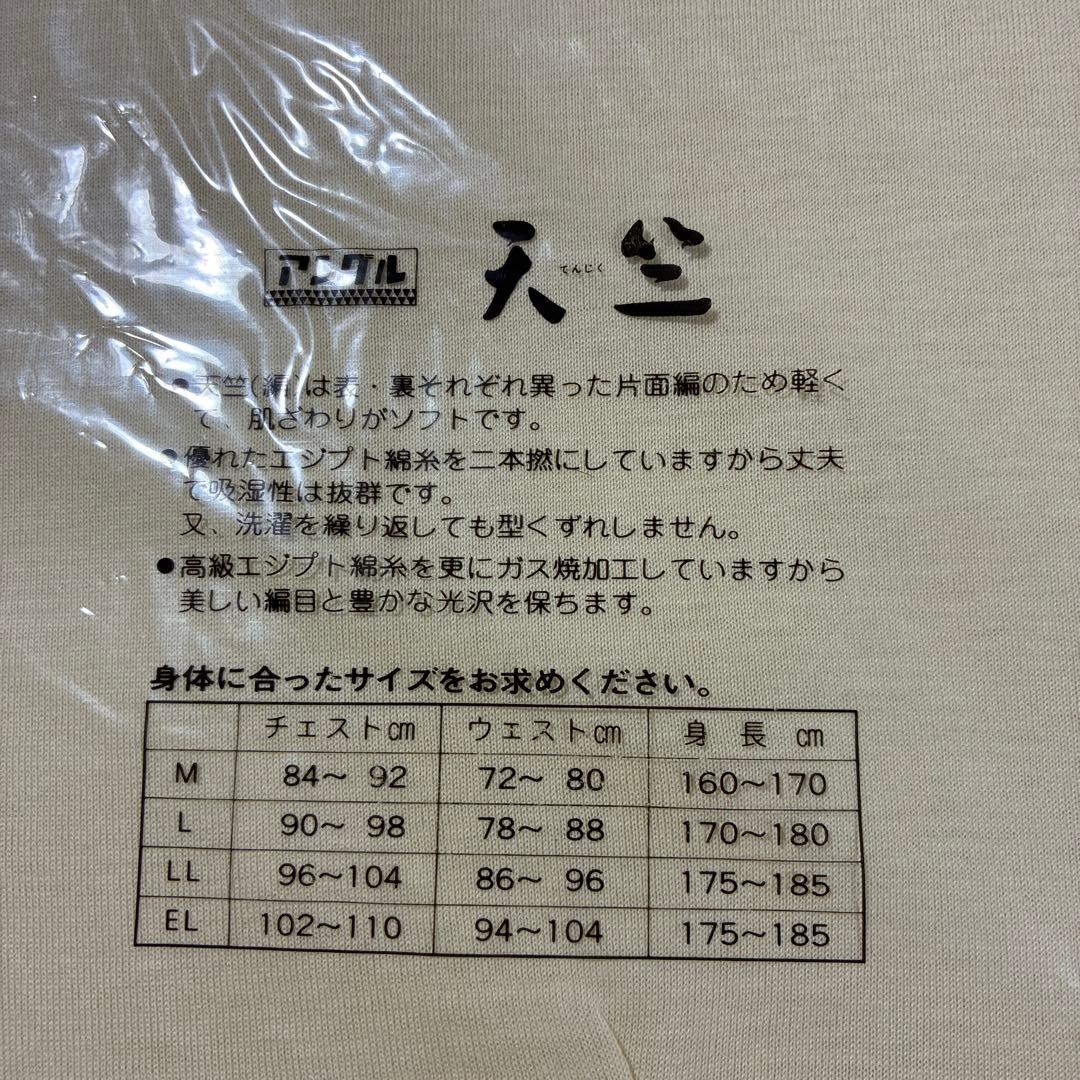 アングル 天竺
てんじく
●天竺(編)は表・裏それぞれ異った片面編のため軽く
て、肌ざわりがソフトです。
●優れたエジプト綿糸を二本撚にしていますから丈夫
で吸湿性は抜群です。
又、洗濯を繰り返しても型くずれしません。
●高級エジプト綿糸を更にガス焼加工していますから
美しい編目と豊かな光沢を保ちます。
身体に合ったサイズをお求めください。
チェスト㎝ ウェスト㎝ 身長 ㎝
M 84〜 92 72〜 80 160〜170
L 90〜 98 78〜 88 170〜180
LL 96〜104 86〜 96 175〜185
EL 102〜110 94〜104 175〜185